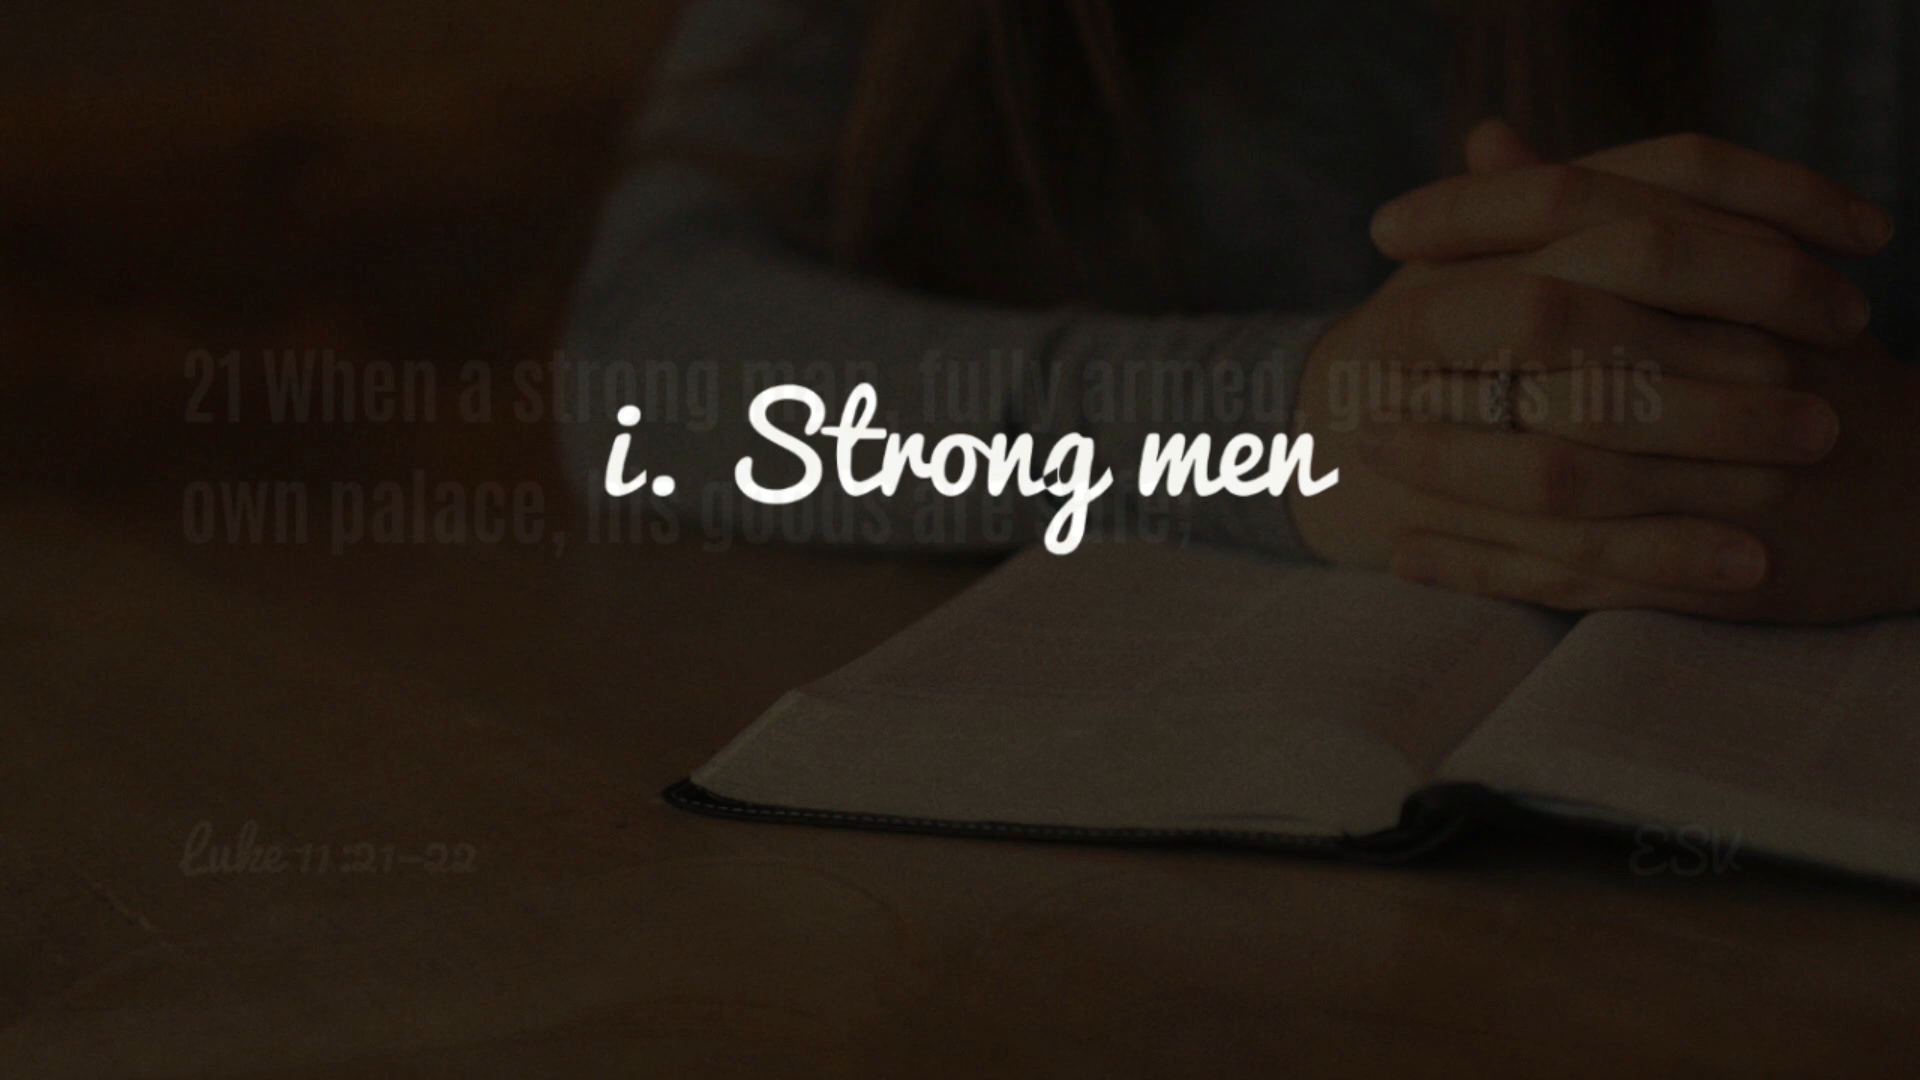 i. Strong men
21 When a strong man, fully armed, guards his
own palace, his goods are safe;
Luke 11:21-22
ESV